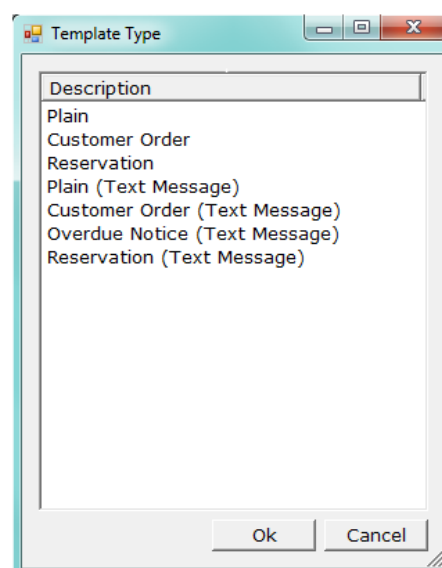 Template Type
Description
Plain
Customer Order
Reservation
Plain (Text Message)
Customer Order (Text Message)
Overdue Notice (Text Message)
Reservation (Text Message)
Ok Cancel